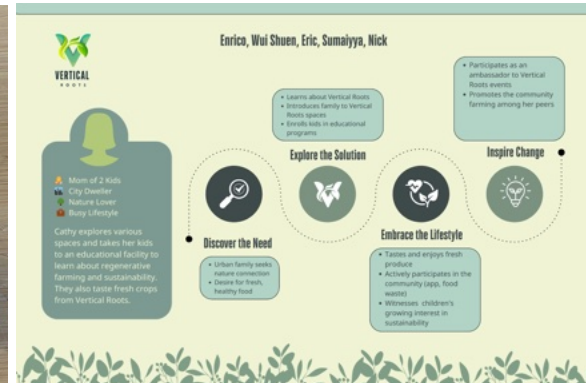 Enrico, Wui Shuen, Eric, Sumaiyya, Nick
VERTICAL
ROOTS
Mom of 2 Kids
City Dweller
Nature Lover
Busy Lifestyle
Cathy explores various
spaces and takes her kids
to an educational facility to
learn about regenerative
farming and sustainability.
They also taste fresh crops
from Vertical Roots.
Discover the Need
• Urban family seeks
nature connection
• Desire for fresh,
healthy food
• Learns about Vertical Roots
• Introduces family to Vertical
Roots spaces
• Enrolls kids in educational
programs
Explore the Solution
Embrace the Lifestyle
• Tastes and enjoys fresh
produce
• Actively participates in the
community (app, food
waste)
• Witnesses children's
growing interest in
sustainability
• Participates as an
ambassador to Vertical
Roots events
• Promotes the community
farming among her peers
Inspire Change